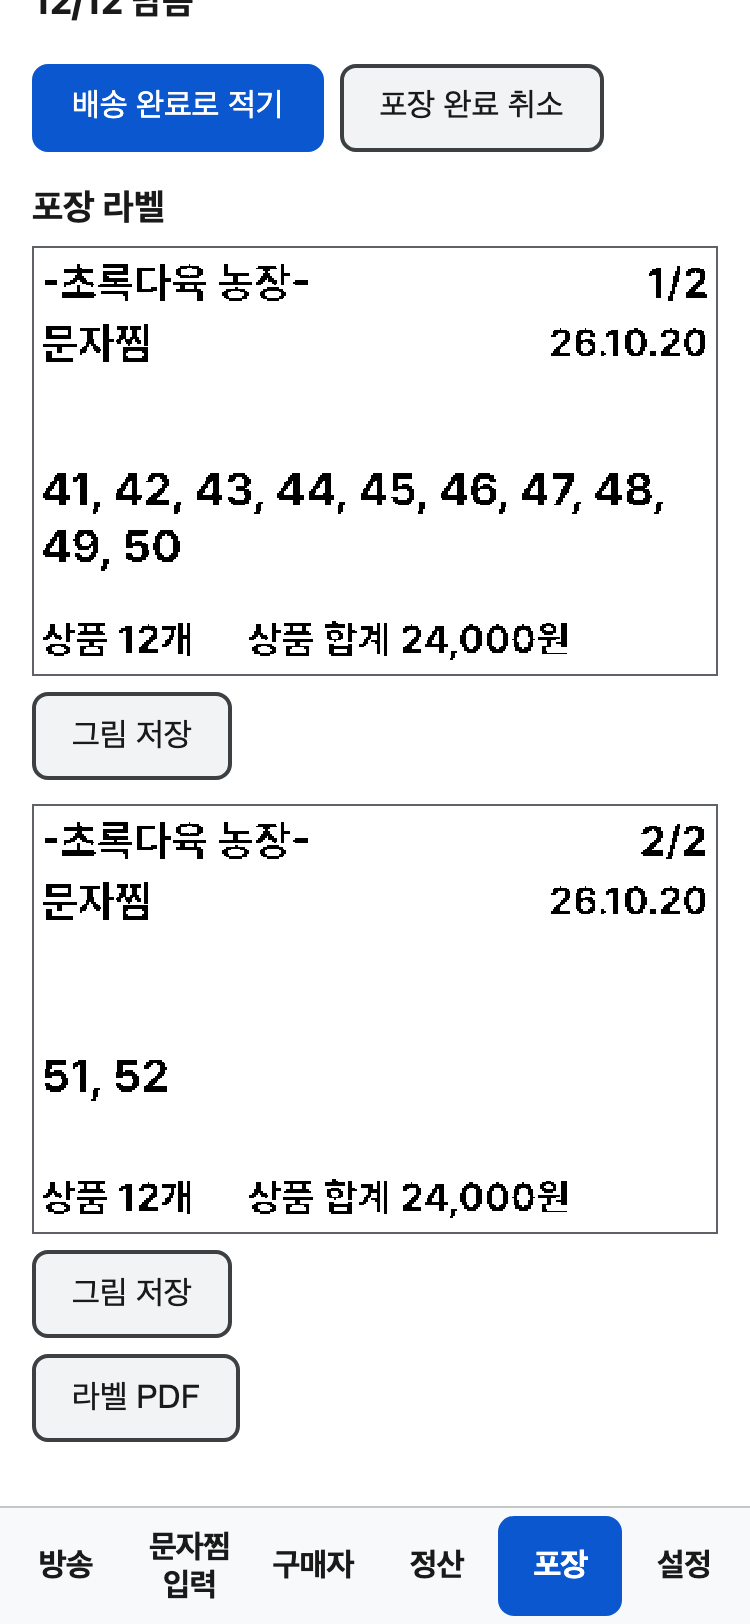 12/12 담음
배송 완료로 적기
포장 완료 취소
포장 라벨
-초록다육 농장- 1/2
문자찜 26.10.20
41, 42, 43, 44, 45, 46, 47, 48,
49, 50
상품 12개 상품 합계 24,000원
그림 저장
-초록다육 농장- 2/2
문자찜 26.10.20
51, 52
상품 12개 상품 합계 24,000원
그림 저장
라벨 PDF
방송
문자찜
입력
구매자
정산
포장
설정